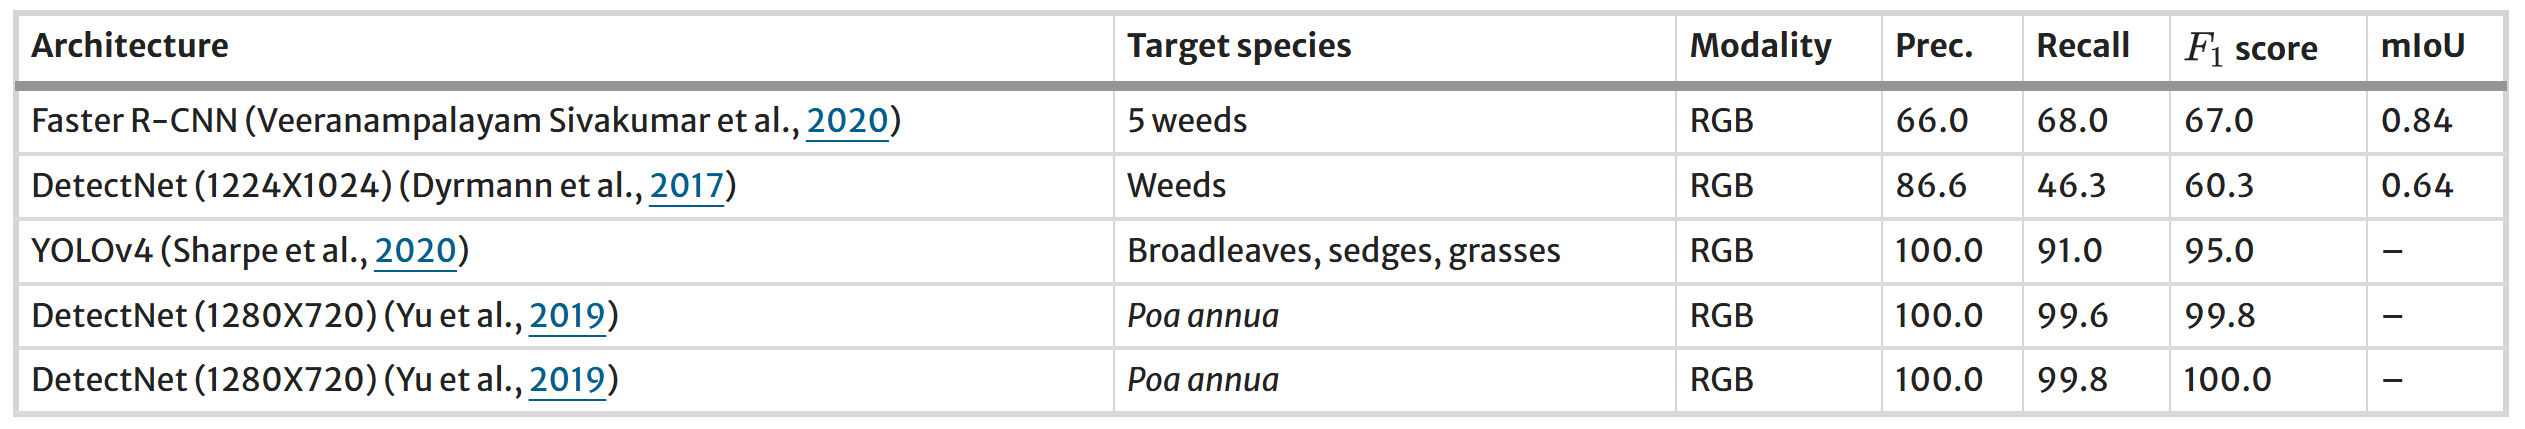 Architecture Target species Modality Prec. Recall F1 score mIoU
Faster R-CNN (Veeranampalayam Sivakumar et al., 2020) 5 weeds RGB 66.0 68.0 67.0 0.84
DetectNet (1224X1024) (Dyrmann et al., 2017) Weeds RGB 86.6 46.3 60.3 0.64
YOLOv4 (Sharpe et al., 2020) Broadleaves, sedges, grasses RGB 100.0 91.0 95.0 –
DetectNet (1280X720) (Yu et al., 2019) Poa annua RGB 100.0 99.6 99.8 –
DetectNet (1280X720) (Yu et al., 2019) Poa annua RGB 100.0 99.8 100.0 –